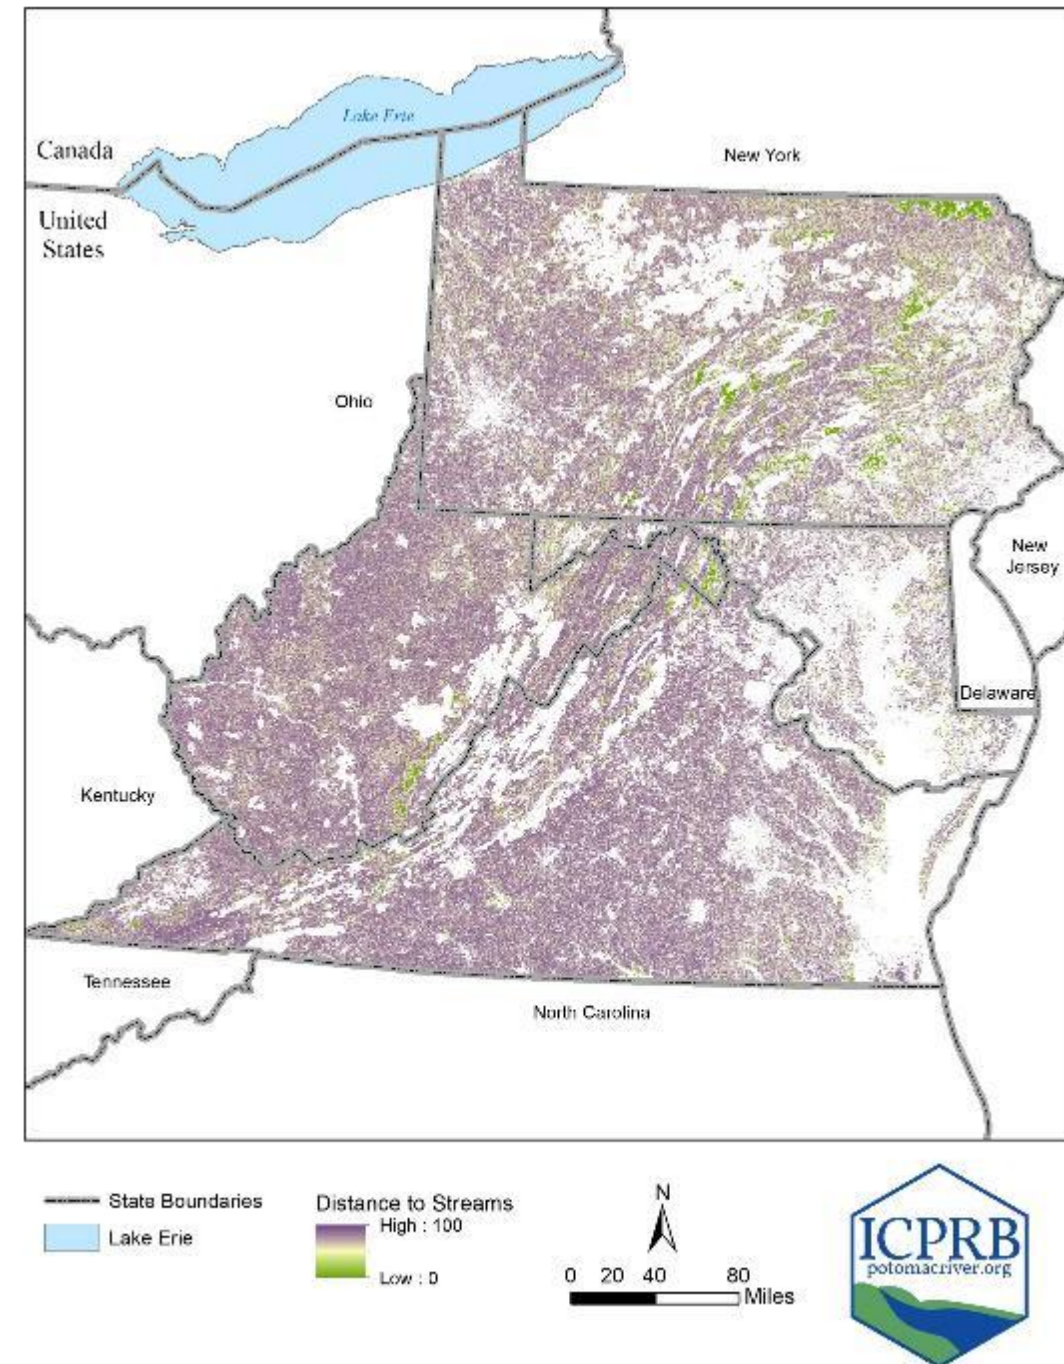 Lake Erie
Canada
New York
United
States
Ohio
New
Jersey
Delaware
Kentucky
Tennessee
North Carolina
State Boundaries
Lake Erie
Distance to Streams
High : 100
Low : 0
N
0 20 40 80
Miles
ICPRB
potomacriver.org